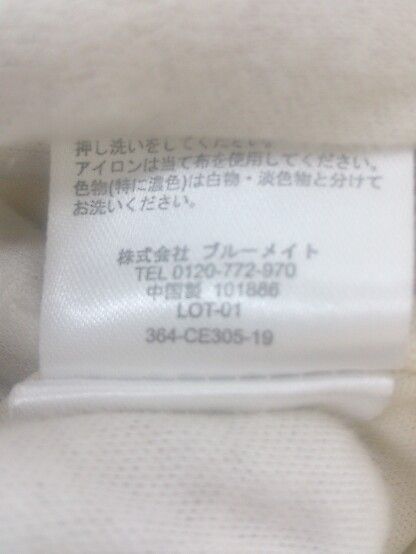 押し洗いをしてください。
アイロンは当て布を使用してください。
色物(特に濃色)は白物・淡色物と分けて
お洗いください。
株式会社 ブルーメイト
TEL 0120-772-970
中国製 101886
LOT-01
364-CE305-19